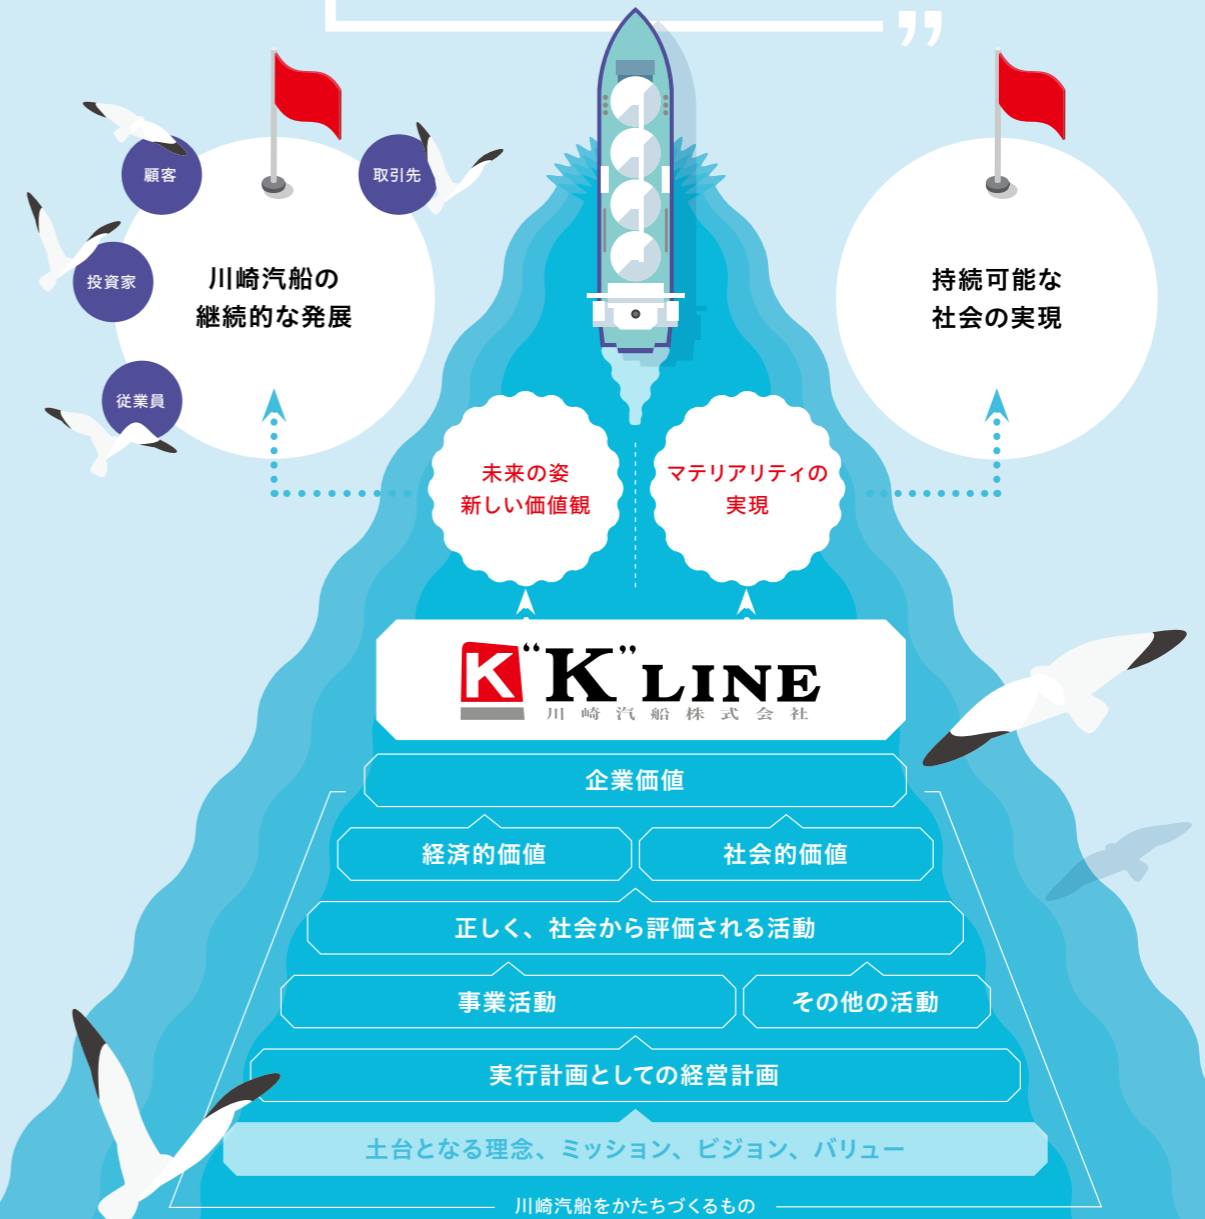 ”
顧客
取引先
投資家
従業員
川崎汽船の
継続的な発展
持続可能な
社会の実現
未来の姿
新しい価値観
マテリアリティの
実現
K “K” LINE
川崎汽船株式会社
企業価値
経済的価値
社会的価値
正しく、社会から評価される活動
事業活動
その他の活動
実行計画としての経営計画
土台となる理念、ミッション、ビジョン、バリュー
川崎汽船をかたちづくるもの